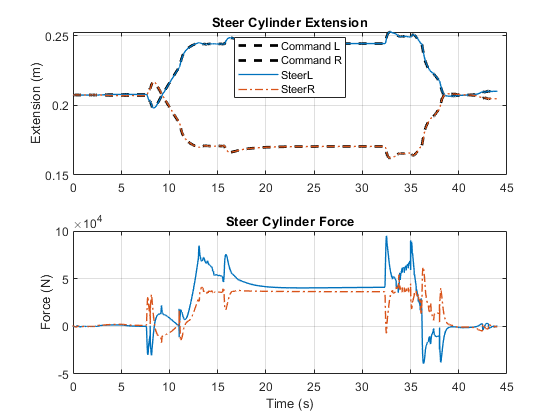 Steer Cylinder Extension
0.25
0.2
0.15
Extension (m)
Command L
Command R
SteerL
SteerR
0 5 10 15 20 25 30 35 40 45
Steer Cylinder Force
×10⁴
10
5
0
-5
Force (N)
0 5 10 15 20 25 30 35 40 45
Time (s)